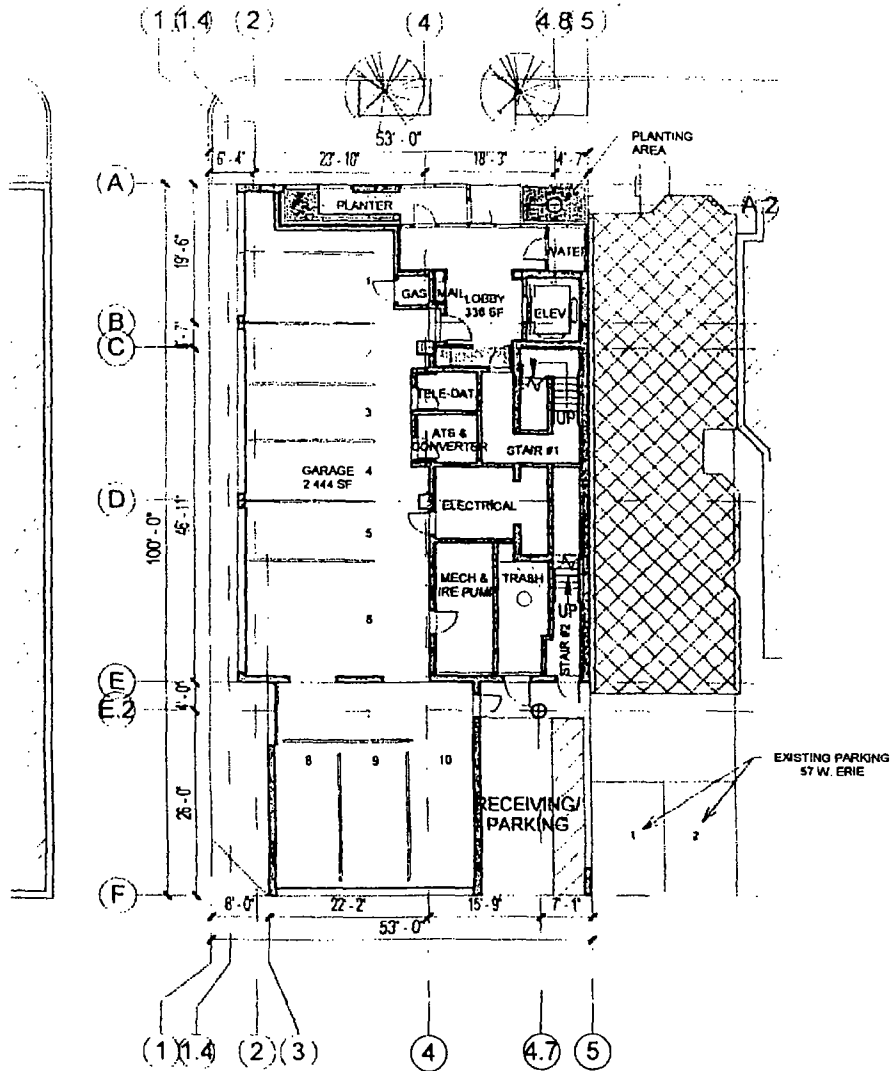 (1)
(1.4)
(2)
(4)
4.8
5)
53'-0"
6'-4"
23'-10"
18'-3"
4'-7"
PLANTING
AREA
(A)
A.2
PLANTER
WATER
19'-6"
1
GAS
MAIL
LOBBY
336 SF
ELEV
(B)
(C)
TELE-DAT
3
UP
ATS &
CONVERTER
STAIR #1
GARAGE
2 444 SF
4
(D)
ELECTRICAL
100'-0"
46'-11"
5
MECH &
IRE PUMP
TRASH
UP
6
STAIR #2
(E)
E.2
4'-0"
EXISTING PARKING
57 W. ERIE
8
9
10
RECEIVING/
PARKING
1
2
26'-0"
(F)
22'-2"
15'-9"
7'-1"
53'-0"
(1)
(1.4)
(2)
(3)
(4)
4.7
(5)